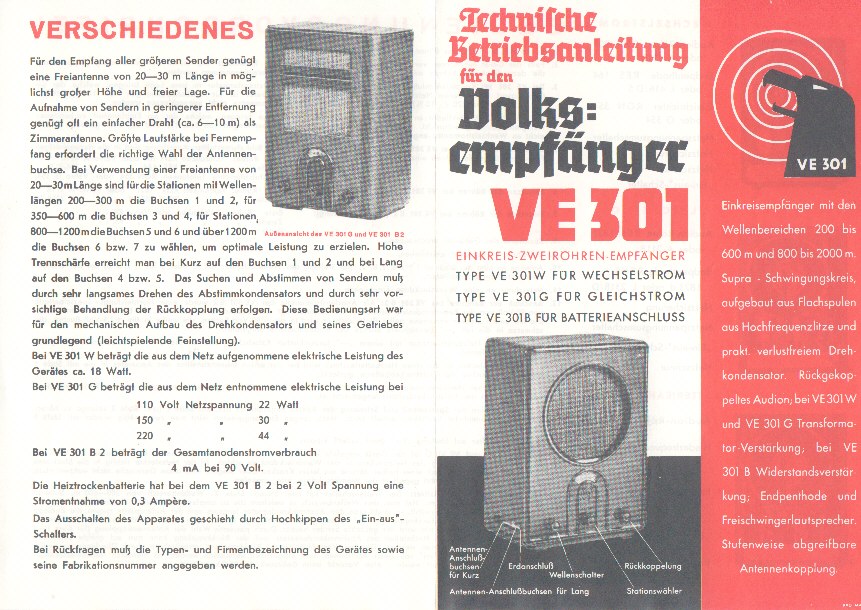 VERSCHIEDENES
Für den Empfang aller größeren Sender genügt
eine Freiantenne von 20—30 m Länge in mög-
lichst großer Höhe und freier Lage. Für die
Aufnahme von Sendern in geringerer Entfernung
genügt oft ein einfacher Draht (ca. 6—10 m) als
Zimmerantenne. Größte Lautstärke bei Fernemp-
fang erfordert die richtige Wahl der Antennen-
buchse. Bei Verwendung einer Freiantenne von
20—30 m Länge sind für die Stationen mit Wellen-
längen 200—300 m die Buchsen 1 und 2, für
350—600 m die Buchsen 3 und 4, für Stationen,
800—1200 m die Buchsen 5 und 6 und über 1200 m
die Buchsen 6 bzw. 7 zu wählen, um optimale Leistung zu erzielen. Hohe
Trennschärfe erreicht man bei Kurz auf den Buchsen 1 und 2 und bei Lang
auf den Buchsen 4 bzw. 5. Das Suchen und Abstimmen von Sendern muß
durch sehr langsames Drehen des Abstimmkondensators und durch sehr vor-
sichtige Behandlung der Rückkopplung erfolgen. Diese Bedienungsart war
für den mechanischen Aufbau des Drehkondensators und seines Getriebes
grundlegend (leichtspielende Feinstellung).
Bei VE 301 W beträgt die aus dem Netz aufgenommene elektrische Leistung des
Gerätes ca. 18 Watt.
Bei VE 301 G beträgt die aus dem Netz entnommene elektrische Leistung bei
110 Volt Netzspannung 22 Watt
150 „ „ 30 „
220 „ „ 44 „
Bei VE 301 B 2 beträgt der Gesamtanodenstromverbrauch
4 mA bei 90 Volt.
Die Heiztrockenbatterie hat bei dem VE 301 B 2 bei 2 Volt Spannung eine
Stromentnahme von 0,3 Ampère.
Das Ausschalten des Apparates geschieht durch Hochkippen des „Ein-aus"-
Schalters.
Bei Rückfragen muß die Typen- und Firmenbezeichnung des Gerätes sowie
seine Fabrikationsnummer angegeben werden.
Außenansicht des VE 301 G und VE 301 B 2
Technische
Betriebsanleitung
für den
Volks=
empfänger
VE 301
EINKREIS-ZWEIRÖHREN-EMPFÄNGER
TYPE VE 301W FÜR WECHSELSTROM
TYPE VE 301G FÜR GLEICHSTROM
TYPE VE 301B FÜR BATTERIEANSCHLUSS
Antennen-
Anschluß-
buchsen
für Kurz
Erdanschluß
Wellenschalter
Rückkoppelung
Antennen-Anschlußbuchsen für Lang
Stationswähler
VE 301
Einkreisempfänger mit den
Wellenbereichen 200 bis
600 m und 800 bis 2000 m.
Supra - Schwingungskreis,
aufgebaut aus Flachspulen
aus Hochfrequenzlitze und
prakt. verlustfreiem Dreh-
kondensator. Rückgekop-
peltes Audion; bei VE 301 W
und VE 301 G Transforma-
tor-Verstärkung; bei VE
301 B Widerstandsverstär-
kung; Endpenthode und
Freischwingerlautsprecher.
Stufenweise abgreifbare
Antennenkopplung.